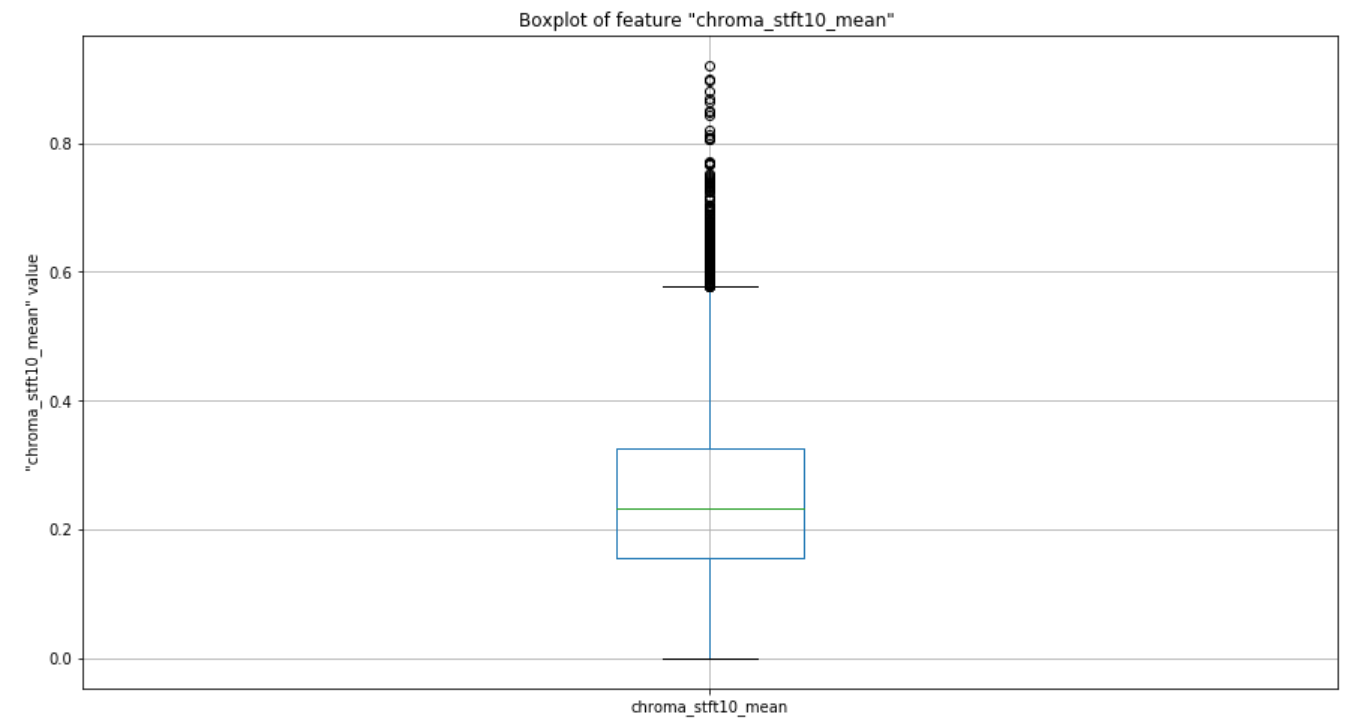 Boxplot of feature "chroma_stft10_mean"
"chroma_stft10_mean" value
0.8
0.6
0.4
0.2
0.0
chroma_stft10_mean